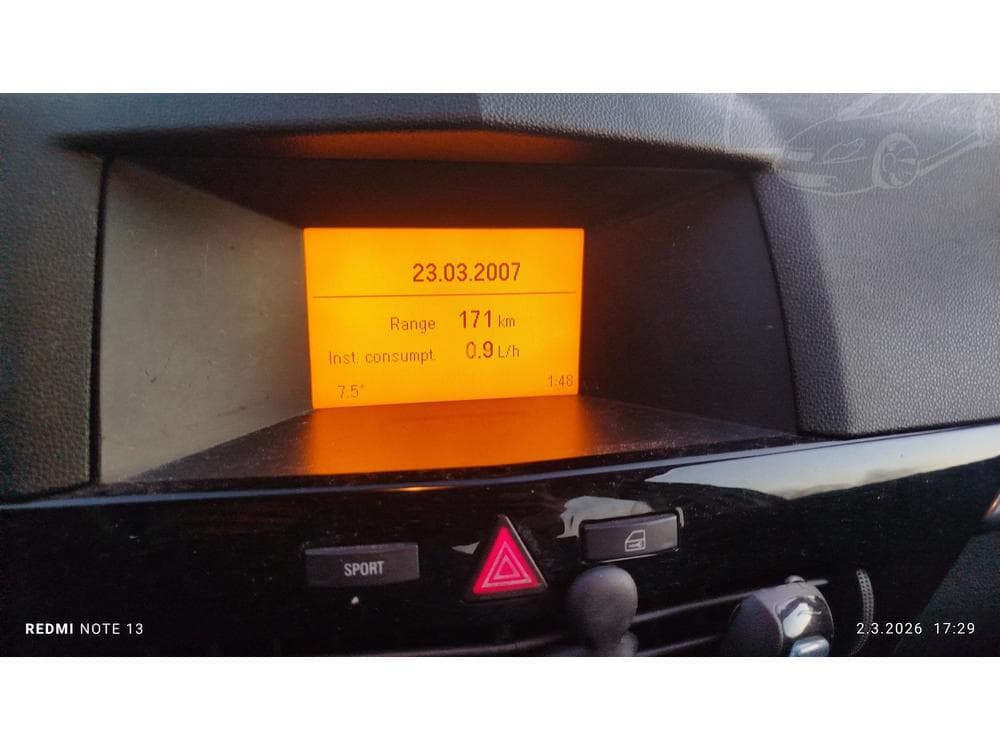 23.03.2007
Range 171 km
Inst. consumpt. 0.9 L/h
7.5° 1:48
SPORT
REDMI NOTE 13
2.3.2026 17:29